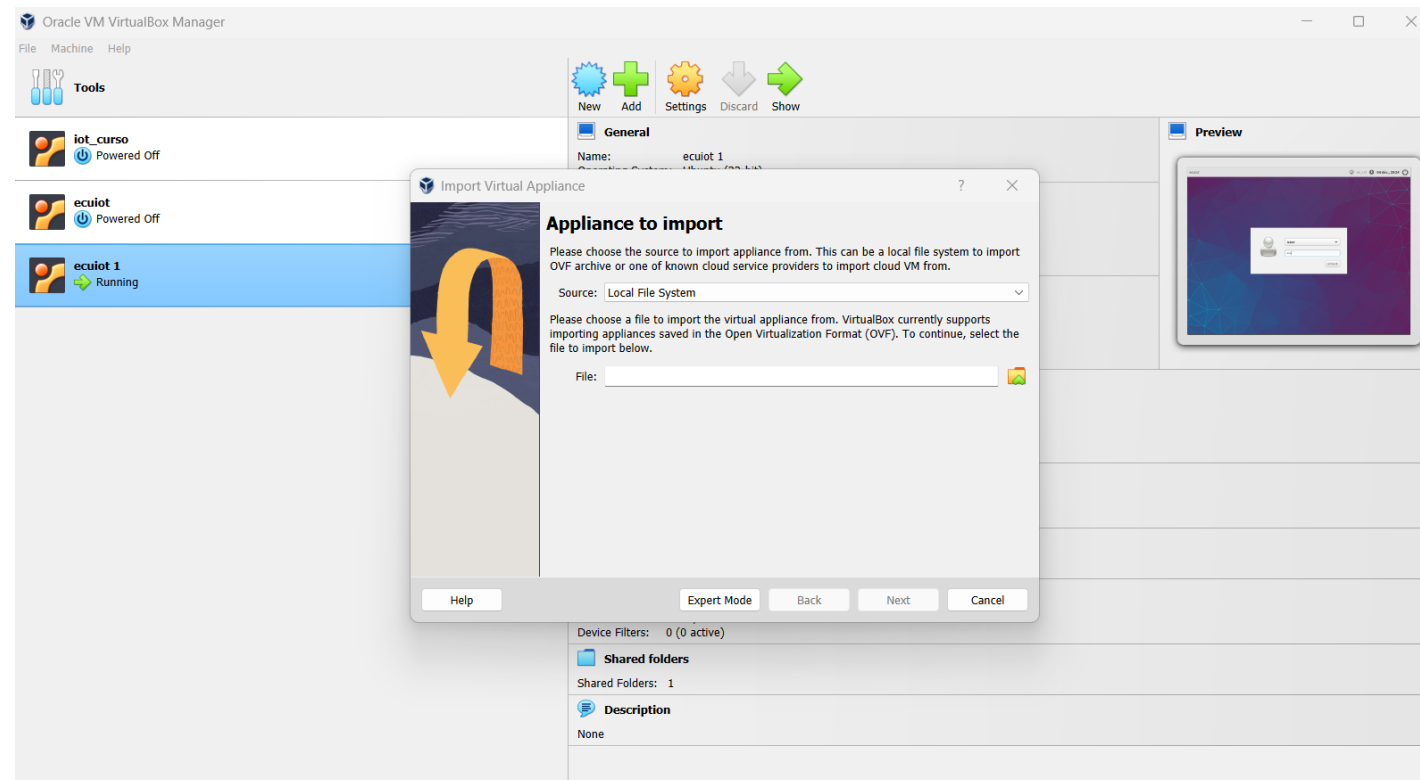 Oracle VM VirtualBox Manager
File Machine Help
Tools
New Add Settings Discard Show
iot_curso
Powered Off
ecuiot
Powered Off
ecuiot 1
Running
General
Name: ecuiot 1
Operating System: Ubuntu (32-bit)
Preview
Import Virtual Appliance ?
Appliance to import
Please choose the source to import appliance from. This can be a local file system to import
OVF archive or one of known cloud service providers to import cloud VM from.
Source: Local File System
Please choose a file to import the virtual appliance from. VirtualBox currently supports
importing appliances saved in the Open Virtualization Format (OVF). To continue, select the
file to import below.
File:
Help Expert Mode Back Next Cancel
Device Filters: 0 (0 active)
Shared folders
Shared Folders: 1
Description
None